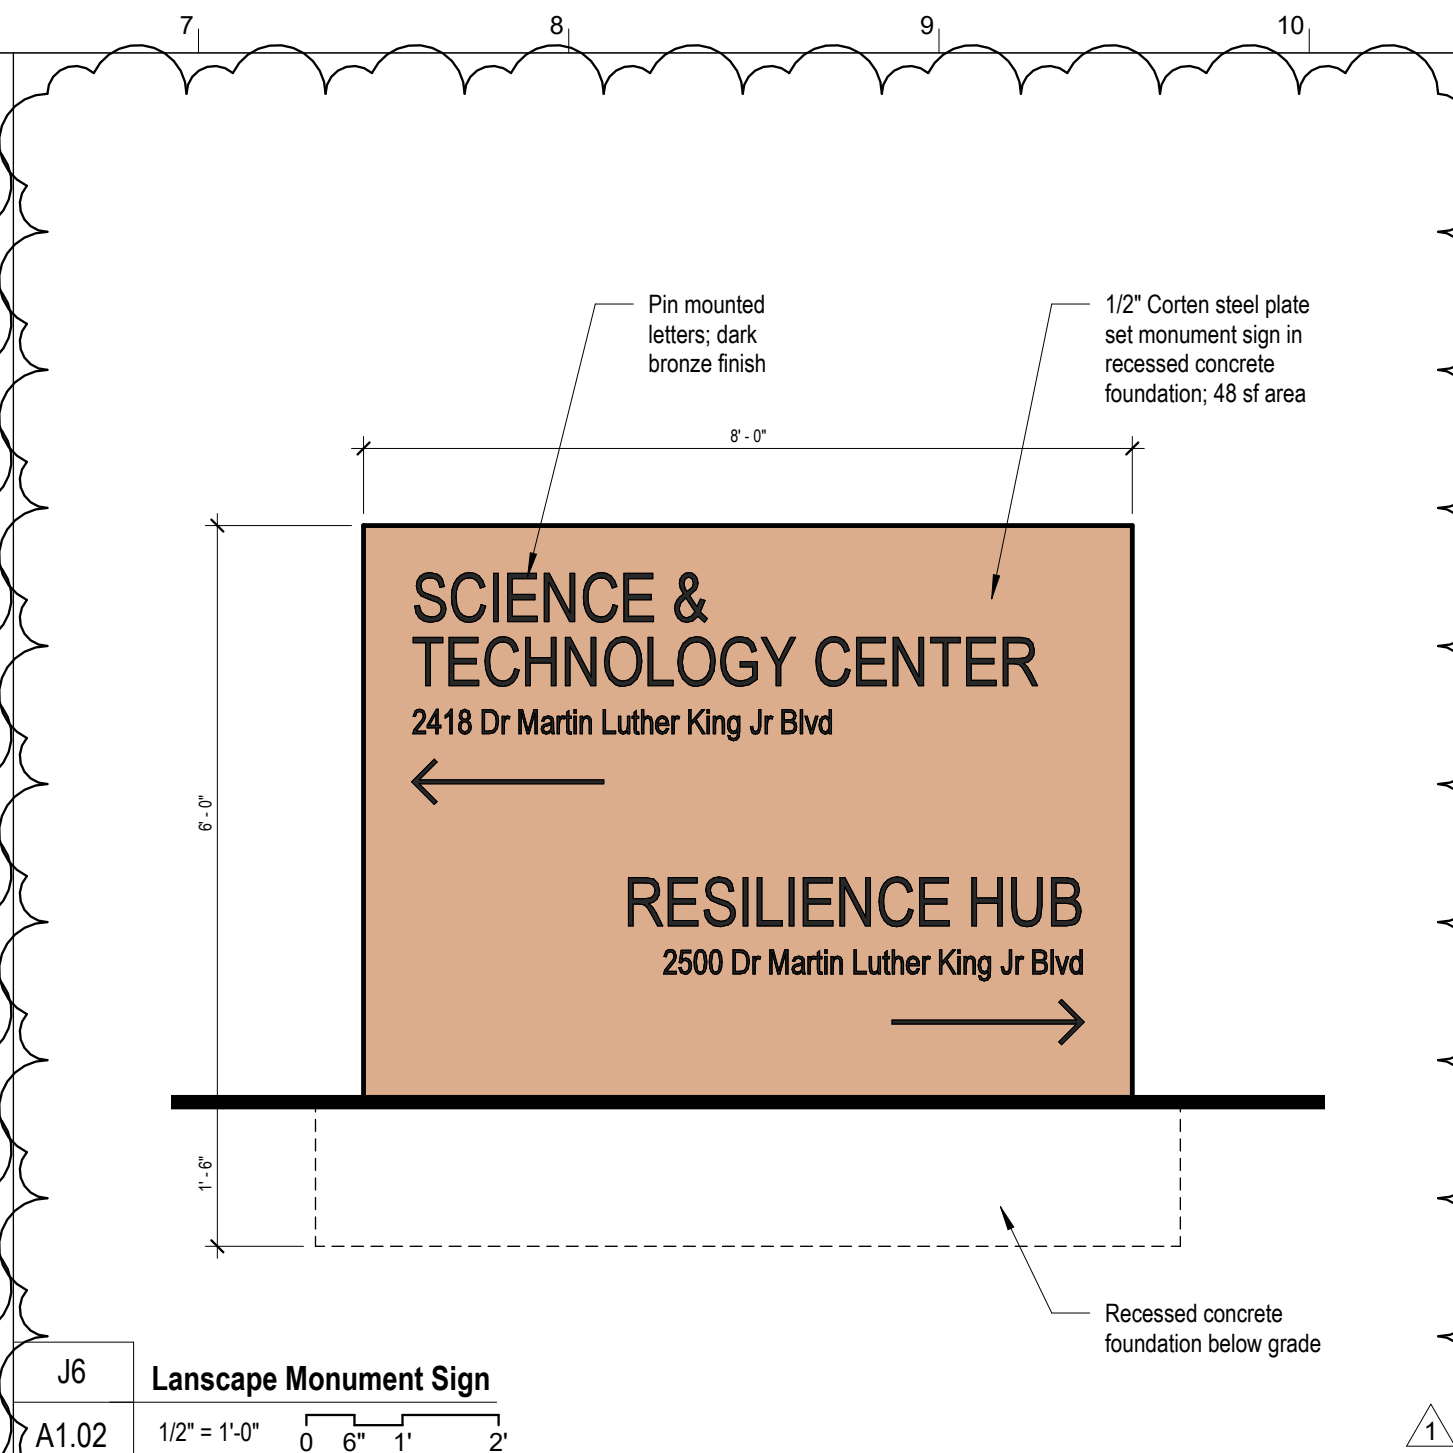 7
8
9
10
Pin mounted
letters; dark
bronze finish
1/2" Corten steel plate
set monument sign in
recessed concrete
foundation; 48 sf area
8' - 0"
SCIENCE &
TECHNOLOGY CENTER
2418 Dr Martin Luther King Jr Blvd
6' - 0"
RESILIENCE HUB
2500 Dr Martin Luther King Jr Blvd
1' - 6"
Recessed concrete
foundation below grade
J6
Lanscape Monument Sign
A1.02
1/2" = 1'-0"
0 6" 1' 2'
1